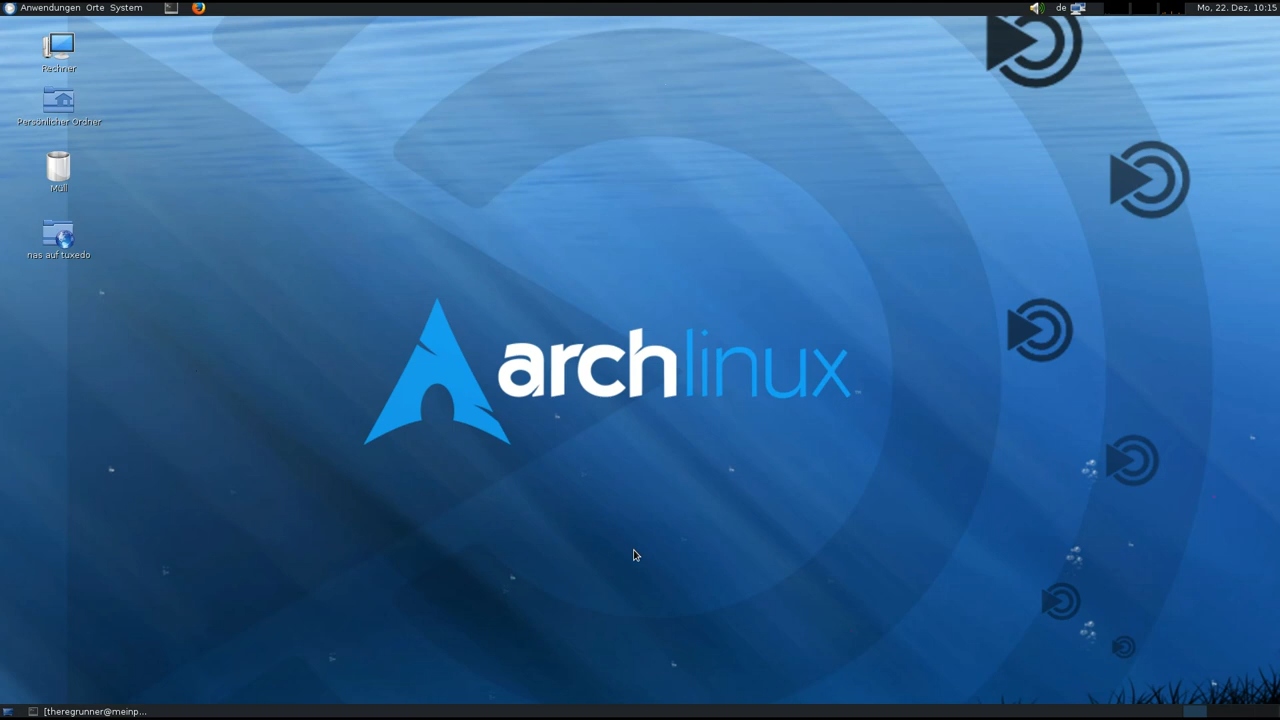 Anwendungen Orte System
de
Mo, 22. Dez, 10:15
Rechner
Persönlicher Ordner
Müll
nas auf tuxedo
archlinux
[theregrunner@meinp...